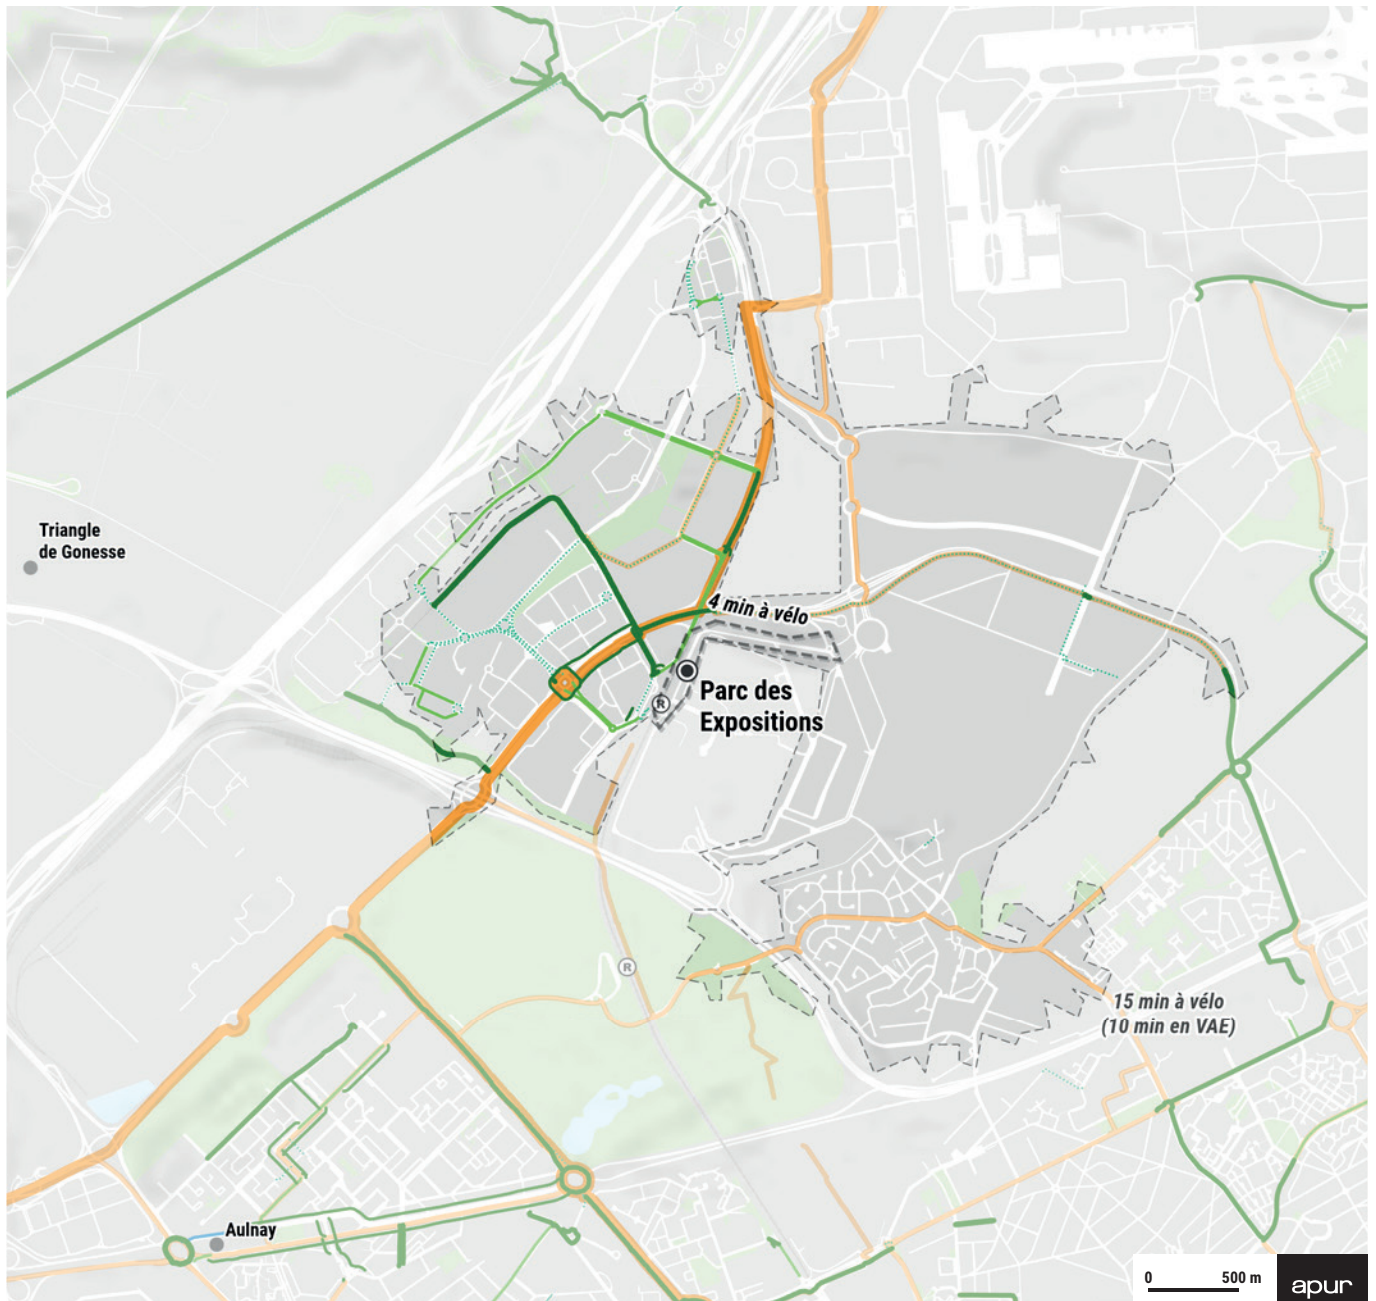 Triangle
de Gonesse
4 min à vélo
Parc des
Expositions
R
R
15 min à vélo
(10 min en VAE)
Aulnay
0 500 m
apur